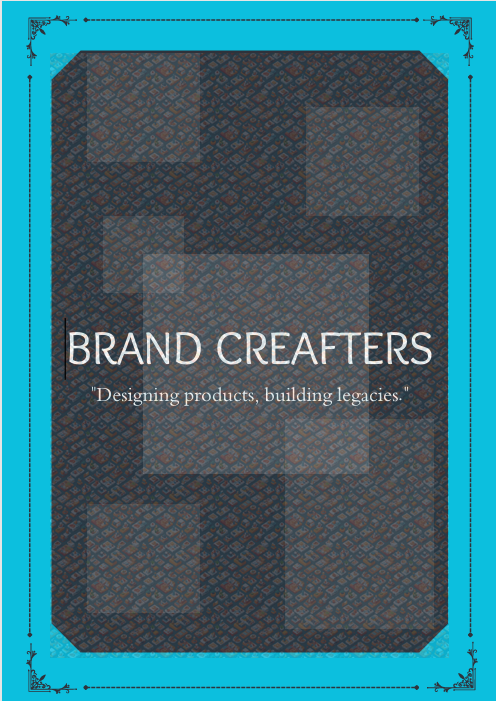 BRAND CREAFTERS
"Designing products, building legacies."